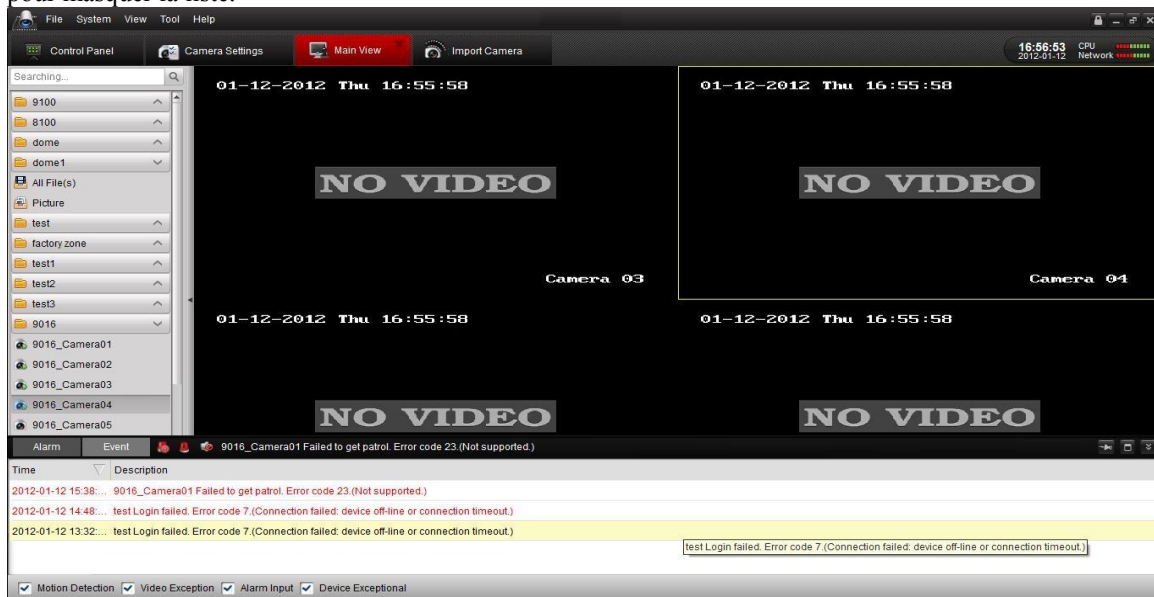 pour masquer la liste.
File System View Tool Help
Control Panel Camera Settings Main View Import Camera
16:56:53 CPU
2012-01-12 Network
Searching...
9100
8100
dome
dome1
All File(s)
Picture
test
factory zone
test1
test2
test3
9016
9016_Camera01
9016_Camera02
9016_Camera03
9016_Camera04
9016_Camera05
01-12-2012 Thu 16:55:58
NO VIDEO
Camera 03
01-12-2012 Thu 16:55:58
NO VIDEO
Camera 04
01-12-2012 Thu 16:55:58
NO VIDEO
01-12-2012 Thu 16:55:58
NO VIDEO
Alarm Event 9016_Camera01 Failed to get patrol. Error code 23.(Not supported.)
Time Description
2012-01-12 15:38:... 9016_Camera01 Failed to get patrol. Error code 23.(Not supported.)
2012-01-12 14:48:... test Login failed. Error code 7.(Connection failed: device off-line or connection timeout.)
2012-01-12 13:32:... test Login failed. Error code 7.(Connection failed: device off-line or connection timeout.)
test Login failed. Error code 7.(Connection failed: device off-line or connection timeout.)
Motion Detection Video Exception Alarm Input Device Exceptional